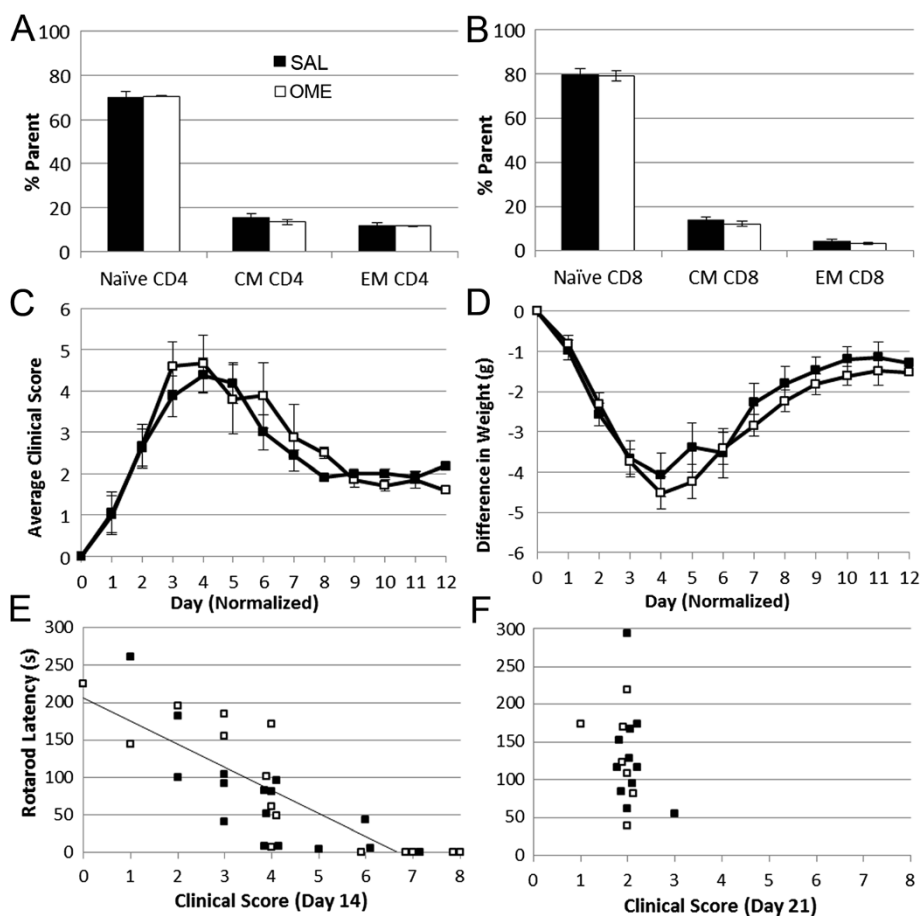 A
100
80
60
40
20
0
% Parent
SAL
OME
Naïve CD4
CM CD4
EM CD4
B
100
80
60
40
20
0
% Parent
Naïve CD8
CM CD8
EM CD8
C
6
5
4
3
2
1
0
Average Clinical Score
0 1 2 3 4 5 6 7 8 9 10 11 12
Day (Normalized)
D
0
-1
-2
-3
-4
-5
-6
Difference in Weight (g)
0 1 2 3 4 5 6 7 8 9 10 11 12
Day (Normalized)
E
300
250
200
150
100
50
0
Rotarod Latency (s)
0 1 2 3 4 5 6 7 8
Clinical Score (Day 14)
F
300
250
200
150
100
50
0
0 1 2 3 4 5 6 7 8
Clinical Score (Day 21)